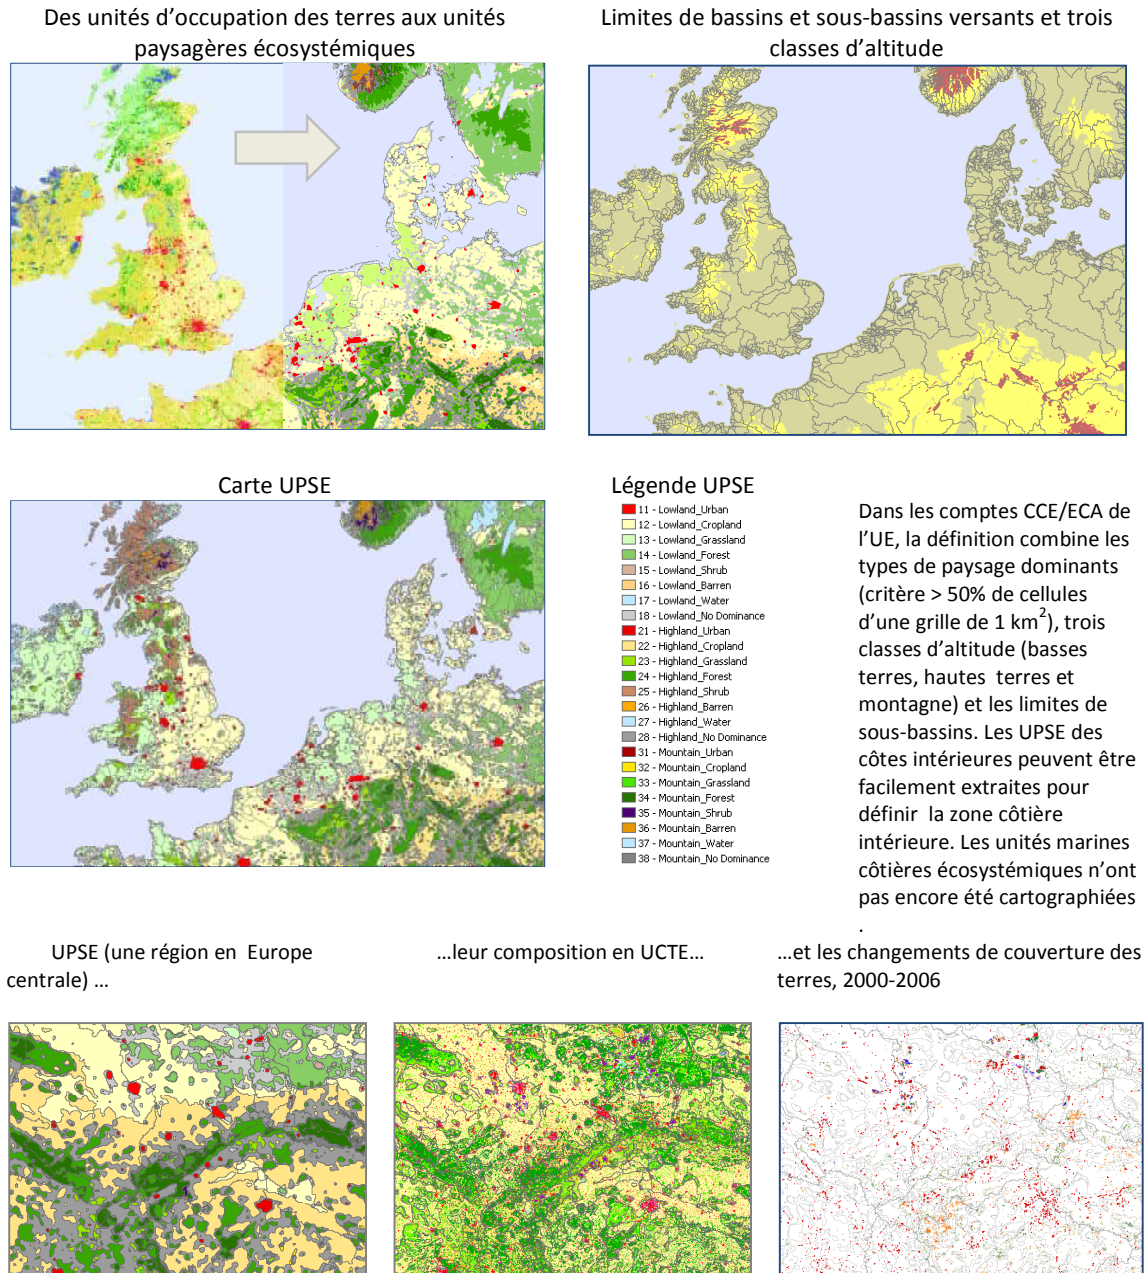 Des unités d’occupation des terres aux unités
paysagères écosystémiques
Limites de bassins et sous-bassins versants et trois
classes d’altitude
Carte UPSE
Légende UPSE
11 - Lowland_Urban
12 - Lowland_Cropland
13 - Lowland_Grassland
14 - Lowland_Forest
15 - Lowland_Shrub
16 - Lowland_Barren
17 - Lowland_Water
18 - Lowland_No Dominance
21 - Highland_Urban
22 - Highland_Cropland
23 - Highland_Grassland
24 - Highland_Forest
25 - Highland_Shrub
26 - Highland_Barren
27 - Highland_Water
28 - Highland_No Dominance
31 - Mountain_Urban
32 - Mountain_Cropland
33 - Mountain_Grassland
34 - Mountain_Forest
35 - Mountain_Shrub
36 - Mountain_Barren
37 - Mountain_Water
38 - Mountain_No Dominance
Dans les comptes CCE/ECA de
l’UE, la définition combine les
types de paysage dominants
(critère > 50% de cellules
d’une grille de 1 km²), trois
classes d’altitude (basses
terres, hautes terres et
montagne) et les limites de
sous-bassins. Les UPSE des
côtes intérieures peuvent être
facilement extraites pour
définir la zone côtière
intérieure. Les unités marines
côtières écosystémiques n’ont
pas encore été cartographiées
.
UPSE (une région en Europe
centrale) …
…leur composition en UCTE…
…et les changements de couverture des
terres, 2000-2006